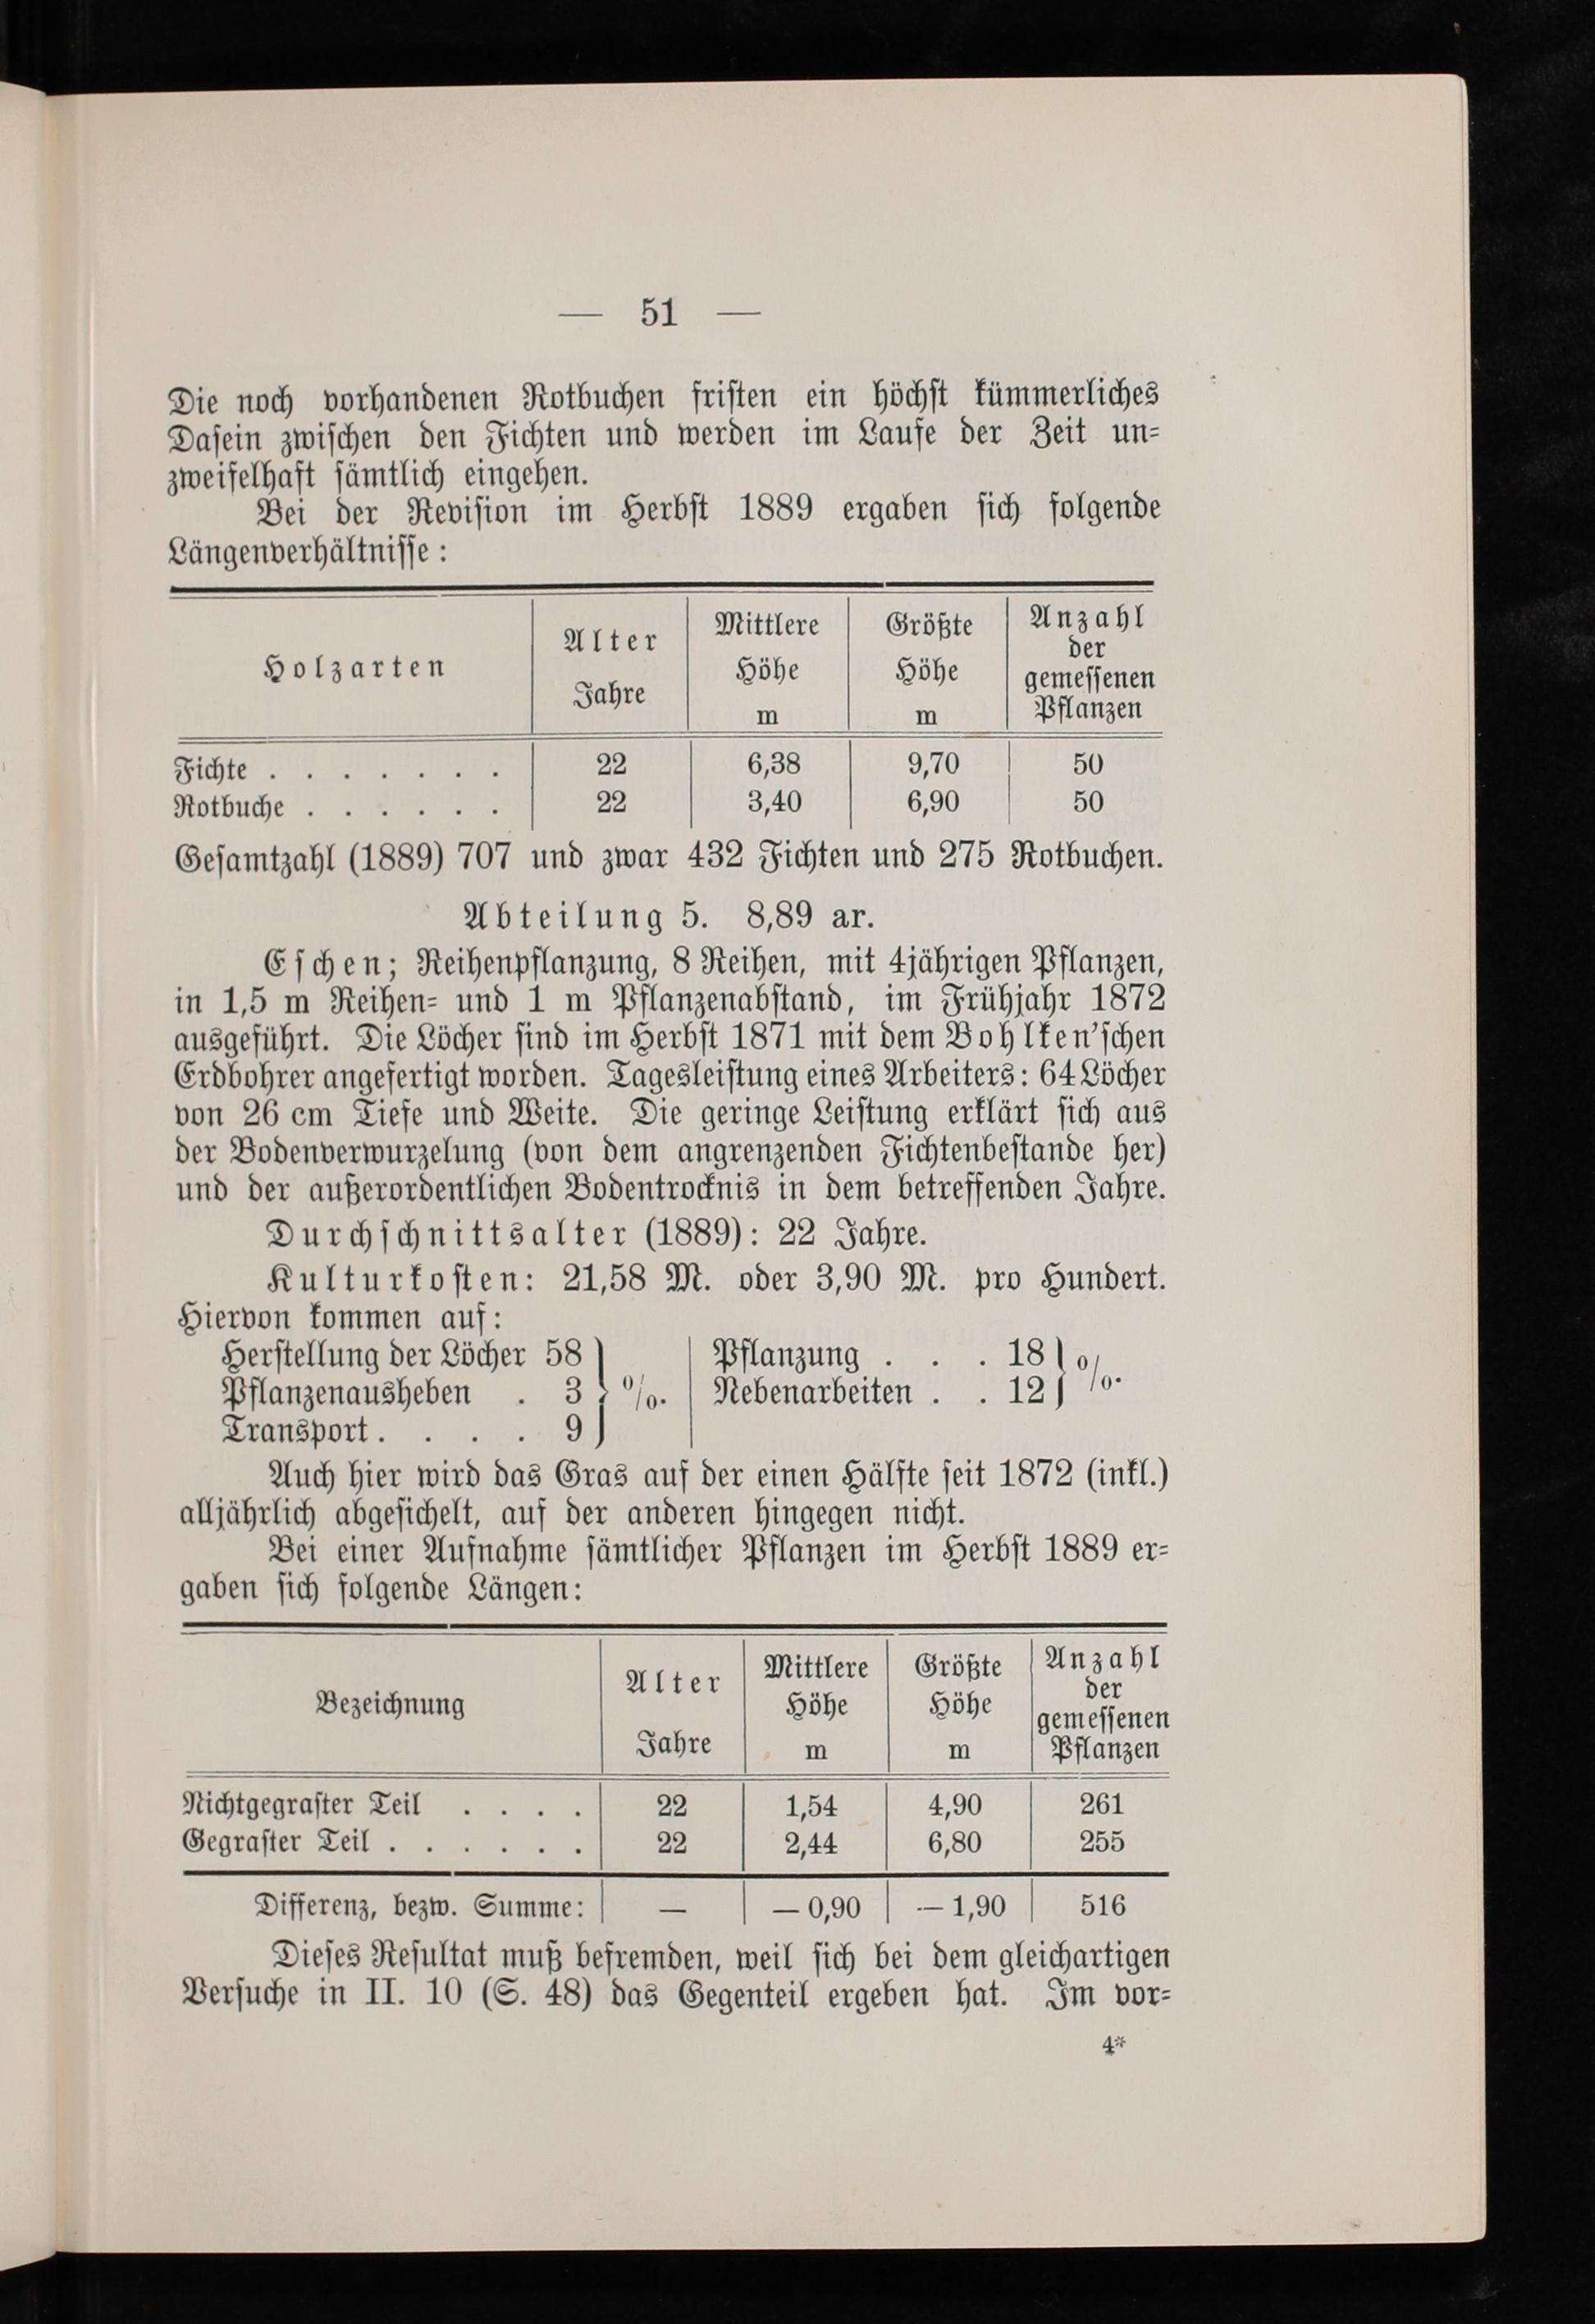 — 51 —
Die noch vorhandenen Rotbuchen fristen ein höchst kümmerliches
Dasein zwischen den Fichten und werden im Laufe der Zeit un-
zweifelhaft sämtlich eingehen.
Bei der Revision im Herbst 1889 ergaben sich folgende
Längenverhältnisse:
Holzarten | Alter Jahre | Mittlere Höhe m | Größte Höhe m | Anzahl der gemessenen Pflanzen
Fichte . . . . . . . | 22 | 6,38 | 9,70 | 50
Rotbuche . . . . . . | 22 | 3,40 | 6,90 | 50
Gesamtzahl (1889) 707 und zwar 432 Fichten und 275 Rotbuchen.
Abteilung 5. 8,89 ar.
Eschen; Reihenpflanzung, 8 Reihen, mit 4jährigen Pflanzen,
in 1,5 m Reihen- und 1 m Pflanzenabstand, im Frühjahr 1872
ausgeführt. Die Löcher sind im Herbst 1871 mit dem Bohlken'schen
Erdbohrer angefertigt worden. Tagesleistung eines Arbeiters: 64 Löcher
von 26 cm Tiefe und Weite. Die geringe Leistung erklärt sich aus
der Bodenverwurzelung (von dem angrenzenden Fichtenbestande her)
und der außerordentlichen Bodentrocknis in dem betreffenden Jahre.
Durchschnittsalter (1889): 22 Jahre.
Kulturkosten: 21,58 M. oder 3,90 M. pro Hundert.
Hiervon kommen auf:
Herstellung der Löcher 58 } | Pflanzung . . . 18 }
Pflanzenausheben . 3 } %. | Nebenarbeiten . . 12 } %.
Transport . . . . 9 }
Auch hier wird das Gras auf der einen Hälfte seit 1872 (inkl.)
alljährlich abgesichelt, auf der anderen hingegen nicht.
Bei einer Aufnahme sämtlicher Pflanzen im Herbst 1889 er-
gaben sich folgende Längen:
Bezeichnung | Alter Jahre | Mittlere Höhe m | Größte Höhe m | Anzahl der gemessenen Pflanzen
Nichtgegraster Teil . . . . | 22 | 1,54 | 4,90 | 261
Gegraster Teil . . . . . . | 22 | 2,44 | 6,80 | 255
Differenz, bezw. Summe: | — | — 0,90 | — 1,90 | 516
Dieses Resultat muß befremden, weil sich bei dem gleichartigen
Versuche in II. 10 (S. 48) das Gegenteil ergeben hat. Im vor-
4*